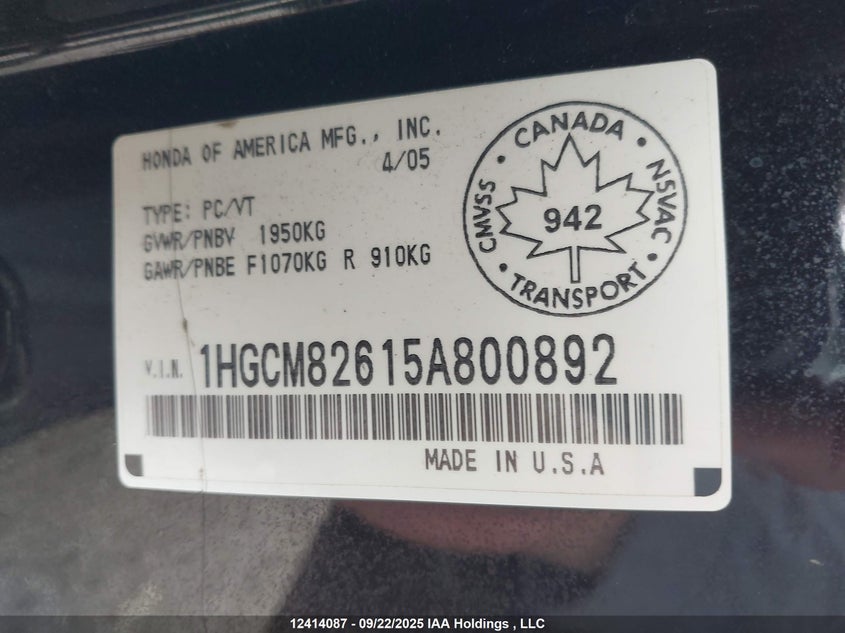 HONDA OF AMERICA MFG., INC.
4/05
TYPE: PC/VT
GVWR/PNBV 1950KG
GAWR/PNBE F1070KG R 910KG
• CANADA •
CMVSS
NSVAC
942
• TRANSPORT •
V.I.N. 1HGCM82615A800892
MADE IN U.S.A
12414087 - 09/22/2025 IAA Holdings , LLC